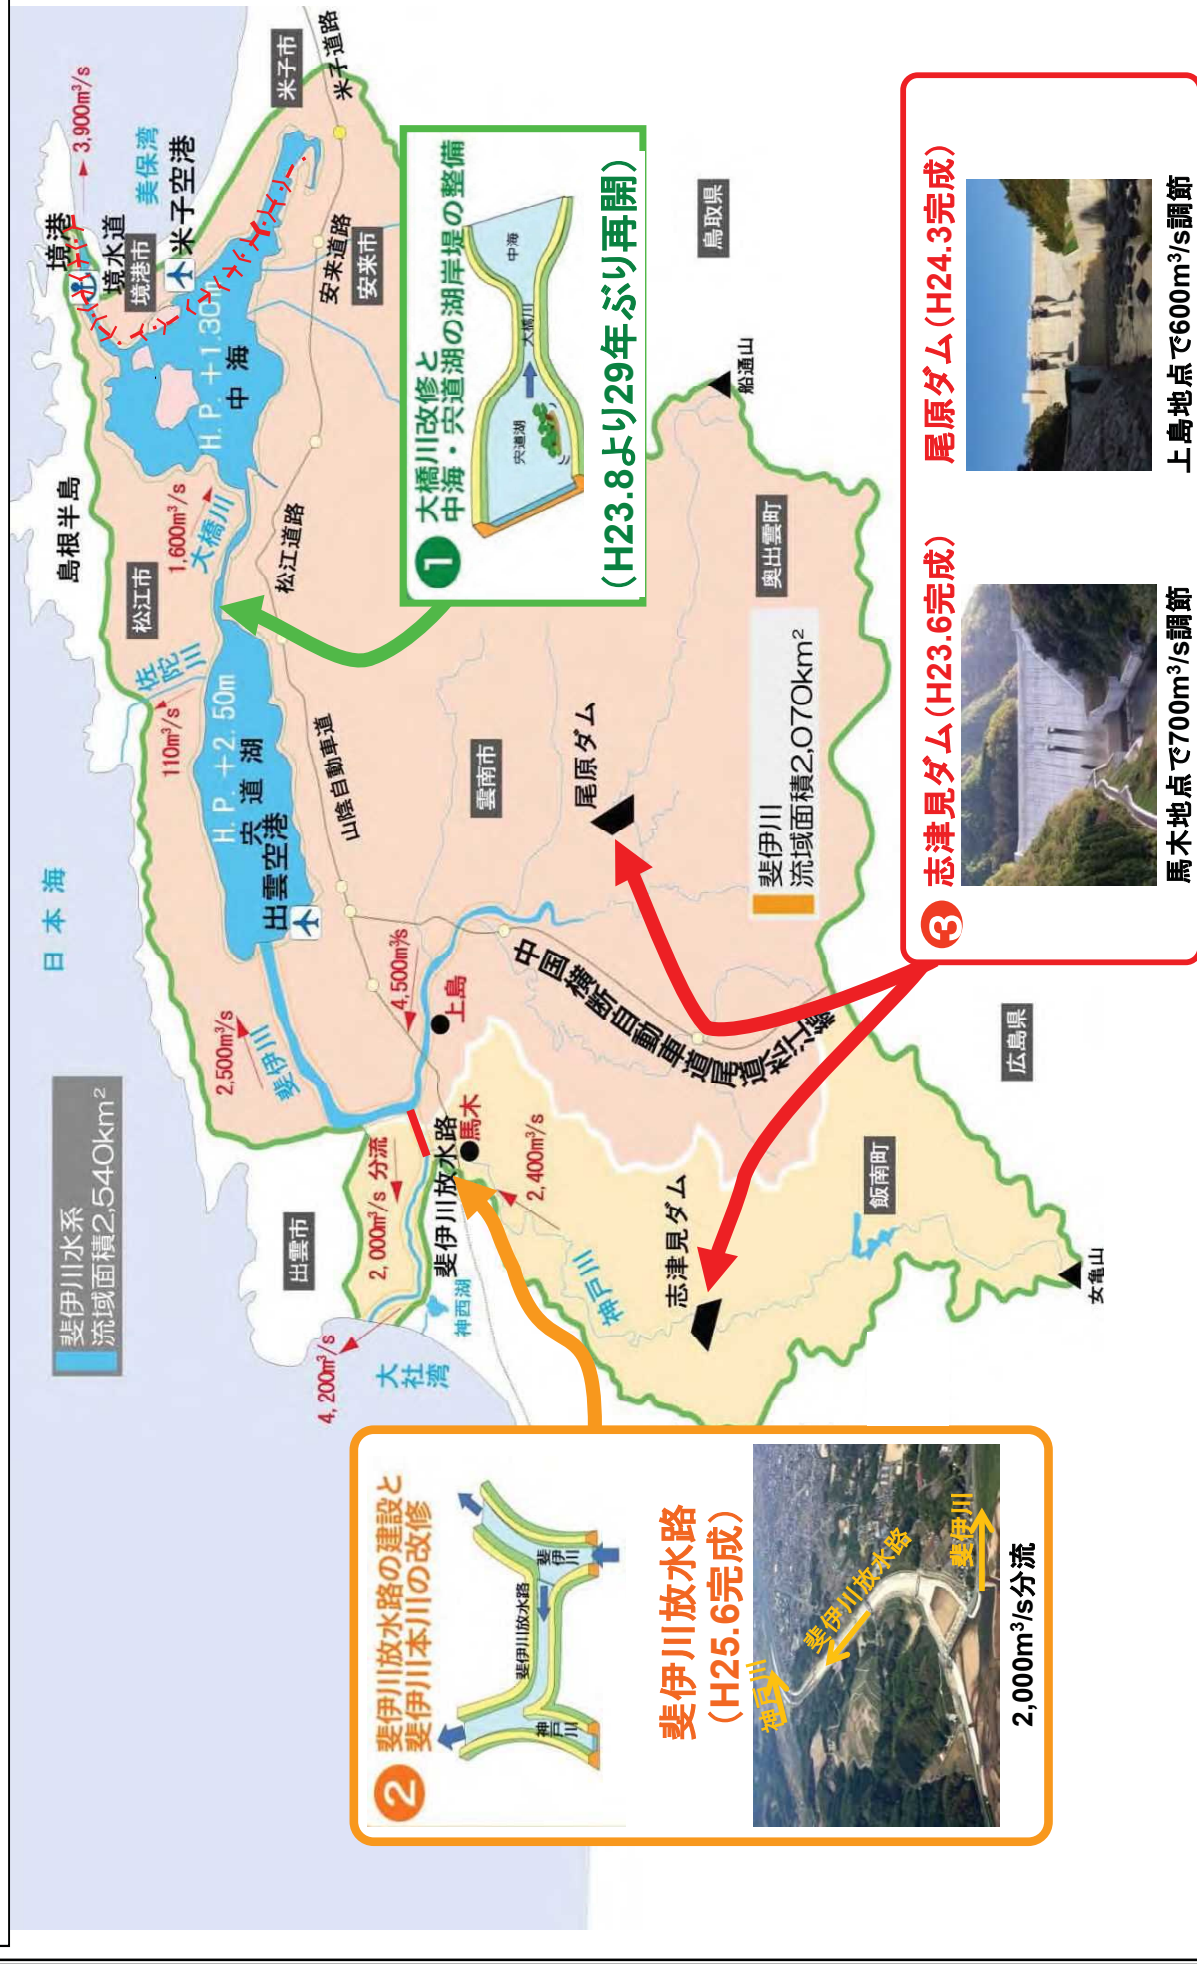 斐伊川水系
流域面積2,540km²
日本海
島根半島
境港
3,900m³/s
境水道
美保湾
境港市
米子空港
米子市
米子道路
H.P.+1.30m
中海
安来道路
安来市
松江市
1,600m³/s
大橋川
松江道路
佐陀川
110m³/s
H.P.+2.50m
宍道湖
出雲空港
山陰自動車道
2,500m³/s
斐伊川
4,500m³/s
上島
出雲市
2,000m³/s 分流
斐伊川放水路
馬木
2,400m³/s
4,200m³/s
大社湾
神西湖
神戸川
志津見ダム
尾原ダム
雲南市
奥出雲町
飯南町
中国横断自動車道尾道松江線
斐伊川
流域面積2,070km²
鳥取県
船通山
広島県
女亀山
1
大橋川改修と
中海・宍道湖の湖岸堤の整備
宍道湖
大橋川
中海
(H23.8より29年ぶり再開)
2
斐伊川放水路の建設と
斐伊川本川の改修
斐伊川放水路
神戸川
斐伊川
斐伊川放水路
(H25.6完成)
神戸川
斐伊川放水路
斐伊川
2,000m³/s分流
3
志津見ダム(H23.6完成)
尾原ダム(H24.3完成)
馬木地点で700m³/s調節
上島地点で600m³/s調節